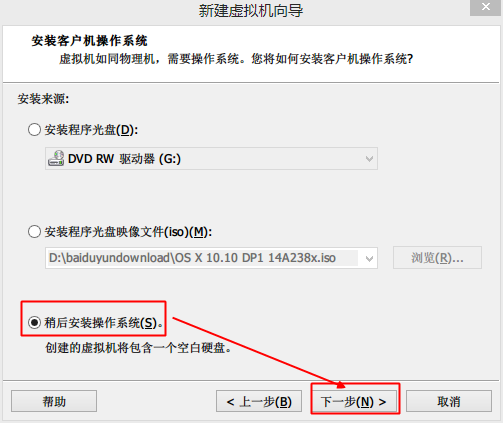 新建虚拟机向导
安装客户机操作系统
虚拟机如同物理机，需要操作系统。您将如何安装客户机操作系统?
安装来源:
安装程序光盘(D):
DVD RW 驱动器 (G:)
安装程序光盘映像文件(iso)(M):
D:\baiduyundownload\OS X 10.10 DP1 14A238x.iso
浏览(R)...
稍后安装操作系统(S)。
创建的虚拟机将包含一个空白硬盘。
帮助
< 上一步(B)
下一步(N) >
取消